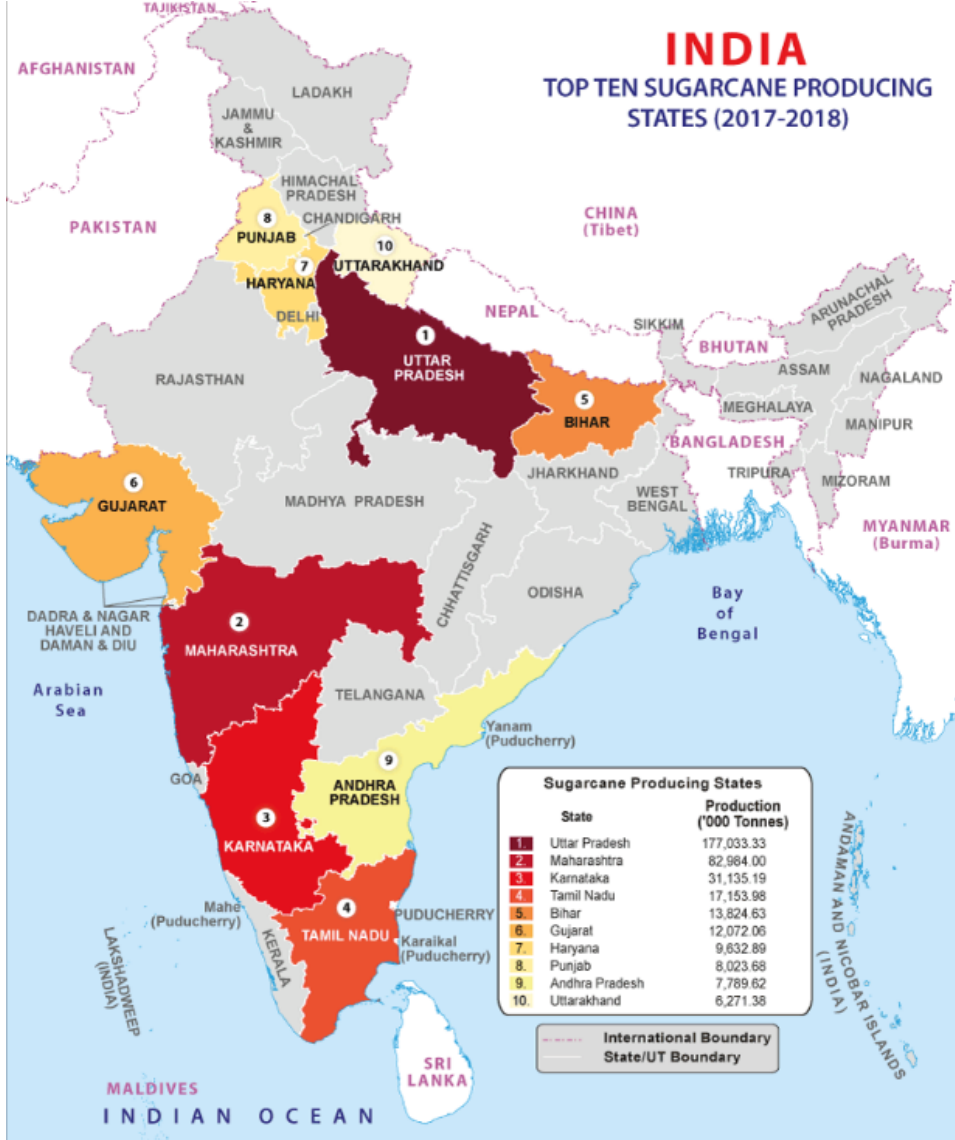 INDIA
TOP TEN SUGARCANE PRODUCING
STATES (2017-2018)
TAJIKISTAN
AFGHANISTAN
LADAKH
JAMMU
&
KASHMIR
HIMACHAL
PRADESH
PAKISTAN
CHINA
(Tibet)
8
PUNJAB
CHANDIGARH
10
UTTARAKHAND
7
HARYANA
DELHI
NEPAL
SIKKIM
BHUTAN
ARUNACHAL
PRADESH
1
UTTAR
PRADESH
RAJASTHAN
ASSAM
NAGALAND
MEGHALAYA
MANIPUR
5
BIHAR
BANGLADESH
JHARKHAND
TRIPURA
MIZORAM
6
GUJARAT
MADHYA PRADESH
WEST
BENGAL
MYANMAR
(Burma)
CHHATTISGARH
ODISHA
DADRA & NAGAR
HAVELI AND
DAMAN & DIU
2
MAHARASHTRA
Bay
of
Bengal
Arabian
Sea
TELANGANA
Yanam
(Puducherry)
GOA
9
ANDHRA
PRADESH
3
KARNATAKA
Mahe
(Puducherry)
4
TAMIL NADU
PUDUCHERRY
Karaikal
(Puducherry)
KERALA
LAKSHADWEEP
(INDIA)
ANDAMAN AND NICOBAR ISLANDS
(INDIA)
SRI
LANKA
MALDIVES
INDIAN OCEAN
Sugarcane Producing States
State Production
('000 Tonnes)
1. Uttar Pradesh 177,033.33
2. Maharashtra 82,984.00
3. Karnataka 31,135.19
4. Tamil Nadu 17,153.98
5. Bihar 13,824.63
6. Gujarat 12,072.06
7. Haryana 9,632.89
8. Punjab 8,023.68
9. Andhra Pradesh 7,789.62
10. Uttarakhand 6,271.38
International Boundary
State/UT Boundary